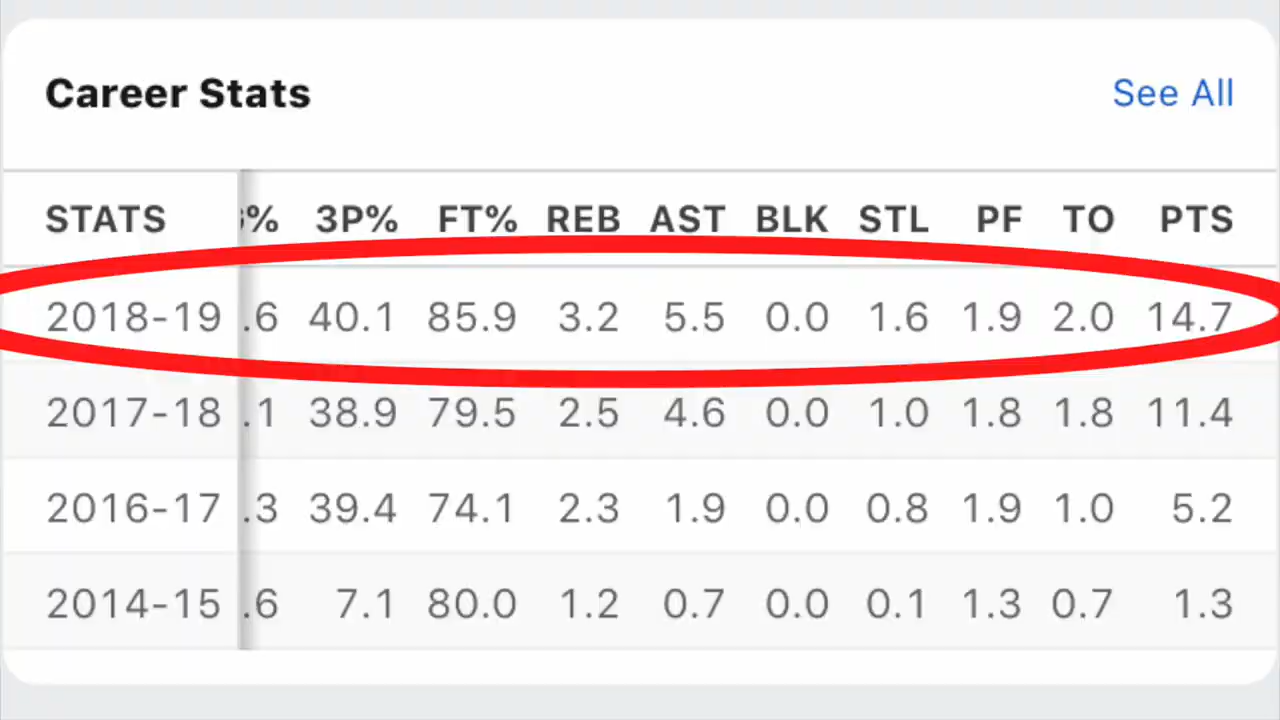 Career Stats See All
STATS % 3P% FT% REB AST BLK STL PF TO PTS
2018-19 .6 40.1 85.9 3.2 5.5 0.0 1.6 1.9 2.0 14.7
2017-18 .1 38.9 79.5 2.5 4.6 0.0 1.0 1.8 1.8 11.4
2016-17 .3 39.4 74.1 2.3 1.9 0.0 0.8 1.9 1.0 5.2
2014-15 .6 7.1 80.0 1.2 0.7 0.0 0.1 1.3 0.7 1.3